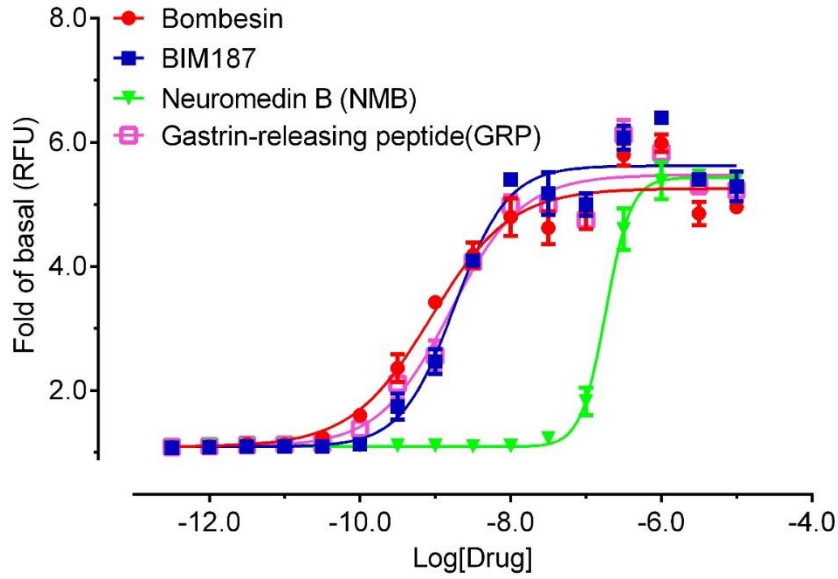 8.0
Bombesin
BIM187
Neuromedin B (NMB)
Gastrin-releasing peptide(GRP)
6.0
4.0
2.0
Fold of basal (RFU)
-12.0 -10.0 -8.0 -6.0 -4.0
Log[Drug]